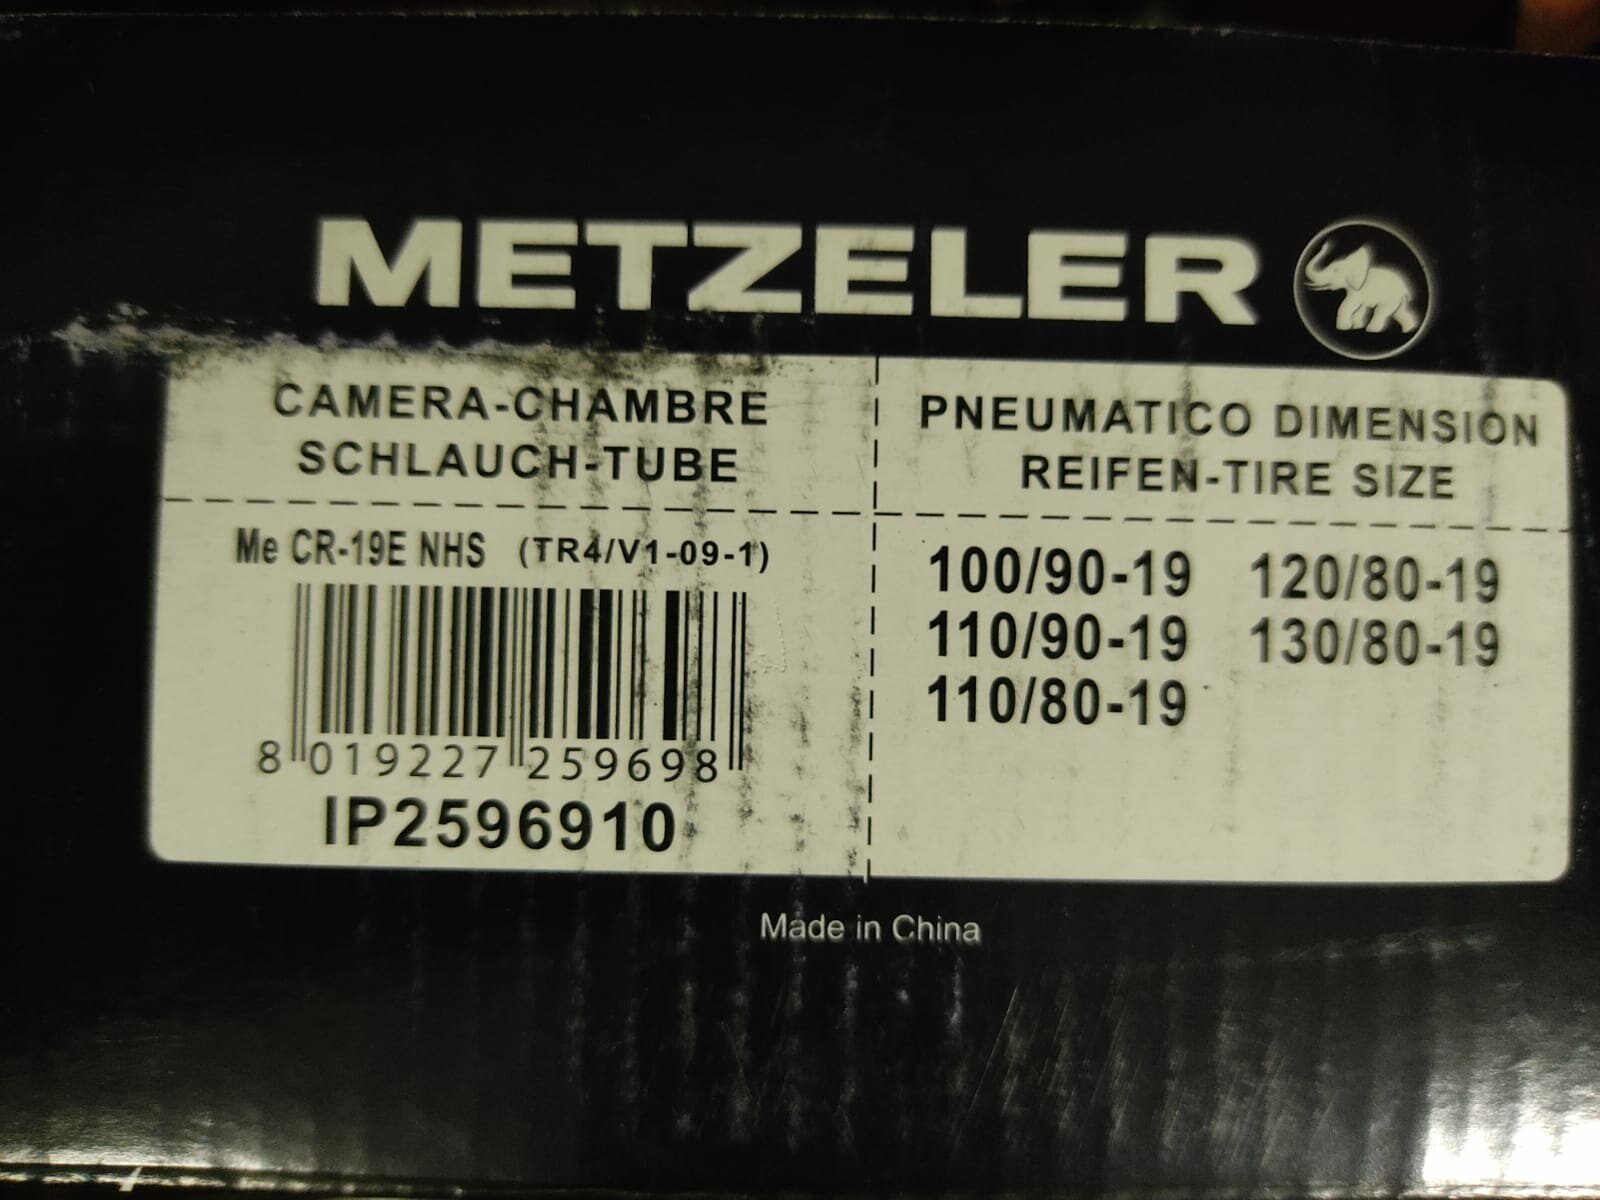 METZELER
CAMERA-CHAMBRE
SCHLAUCH-TUBE
Me CR-19E NHS (TR4/V1-09-1)
8 019227 259698
IP2596910
PNEUMATICO DIMENSION
REIFEN-TIRE SIZE
100/90-19 120/80-19
110/90-19 130/80-19
110/80-19
Made in China